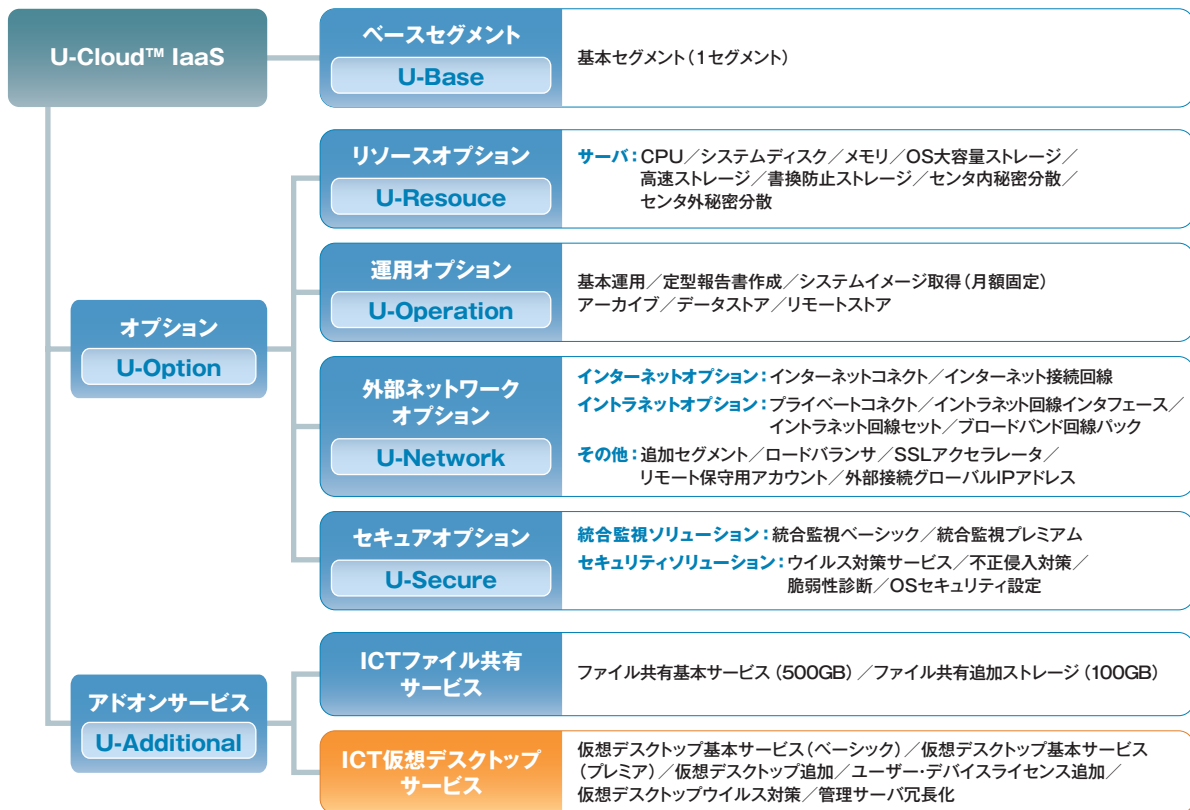 U-Cloud™ IaaS
ベースセグメント
U-Base
基本セグメント（1セグメント）
リソースオプション
U-Resouce
サーバ：CPU／システムディスク／メモリ／OS大容量ストレージ／
高速ストレージ／書換防止ストレージ／センタ内秘密分散／
センタ外秘密分散
運用オプション
U-Operation
基本運用／定型報告書作成／システムイメージ取得（月額固定）
アーカイブ／データストア／リモートストア
オプション
U-Option
外部ネットワーク
オプション
U-Network
インターネットオプション：インターネットコネクト／インターネット接続回線
イントラネットオプション：プライベートコネクト／イントラネット回線インタフェース／
イントラネット回線セット／ブロードバンド回線パック
その他：追加セグメント／ロードバランサ／SSLアクセラレータ／
リモート保守用アカウント／外部接続グローバルIPアドレス
セキュアオプション
U-Secure
統合監視ソリューション：統合監視ベーシック／統合監視プレミアム
セキュリティソリューション：ウイルス対策サービス／不正侵入対策／
脆弱性診断／OSセキュリティ設定
アドオンサービス
U-Additional
ICTファイル共有
サービス
ファイル共有基本サービス（500GB）／ファイル共有追加ストレージ（100GB）
ICT仮想デスクトップ
サービス
仮想デスクトップ基本サービス（ベーシック）／仮想デスクトップ基本サービス
（プレミア）／仮想デスクトップ追加／ユーザー・デバイスライセンス追加／
仮想デスクトップウイルス対策／管理サーバ冗長化